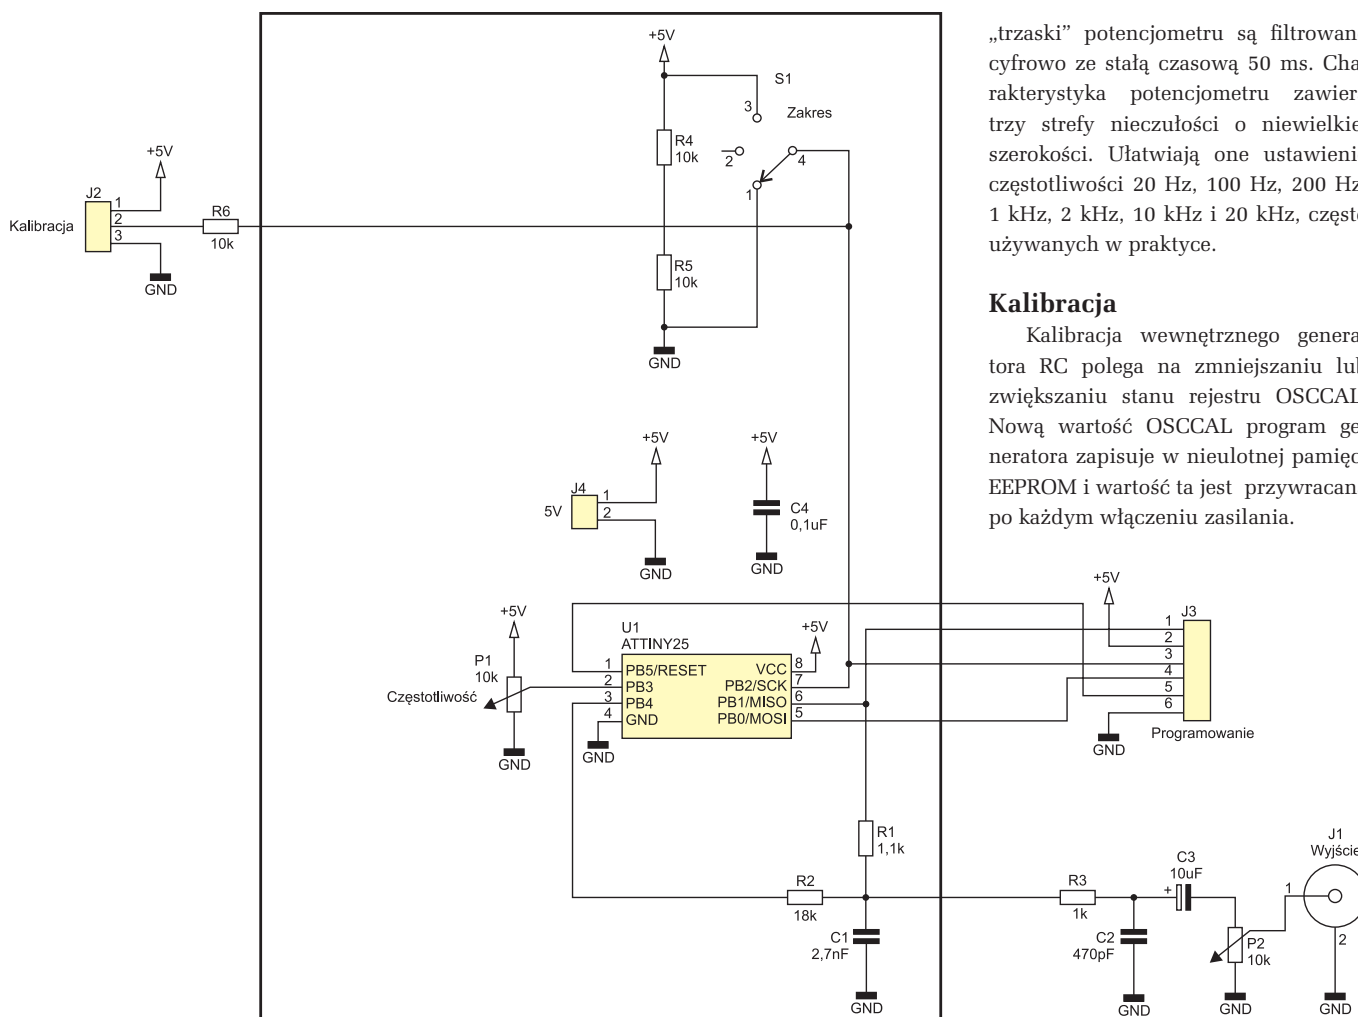 „trzaski” potencjometru są filtrowan
cyfrowo ze stałą czasową 50 ms. Cha
rakterystyka potencjometru zawier
trzy strefy nieczułości o niewielkie
szerokości. Ułatwiają one ustawieni
częstotliwości 20 Hz, 100 Hz, 200 Hz
1 kHz, 2 kHz, 10 kHz i 20 kHz, częst
używanych w praktyce.
Kalibracja
Kalibracja wewnętrznego genera
tora RC polega na zmniejszaniu lu
zwiększaniu stanu rejestru OSCCAL
Nową wartość OSCCAL program ge
neratora zapisuje w nieulotnej pamięc
EEPROM i wartość ta jest przywracan
po każdym włączeniu zasilania.
+5V
S1
3
Zakres
R4
10k
2
4
1
R5
10k
GND
+5V
J2
1
2
3
Kalibracja
R6
10k
GND
+5V
J4
1
2
5V
GND
+5V
C4
0,1uF
GND
+5V
P1
10k
Częstotliwość
GND
U1
ATTINY25
1 PB5/RESET
2 PB3
3 PB4
4 GND
VCC 8
PB2/SCK 7
PB1/MISO 6
PB0/MOSI 5
+5V
GND
+5V
J3
1
2
3
4
5
6
GND
Programowanie
R1
1,1k
R2
18k
C1
2,7nF
GND
R3
1k
C2
470pF
GND
C3
10uF
+
P2
10k
GND
J1
Wyjście
1
2
GND